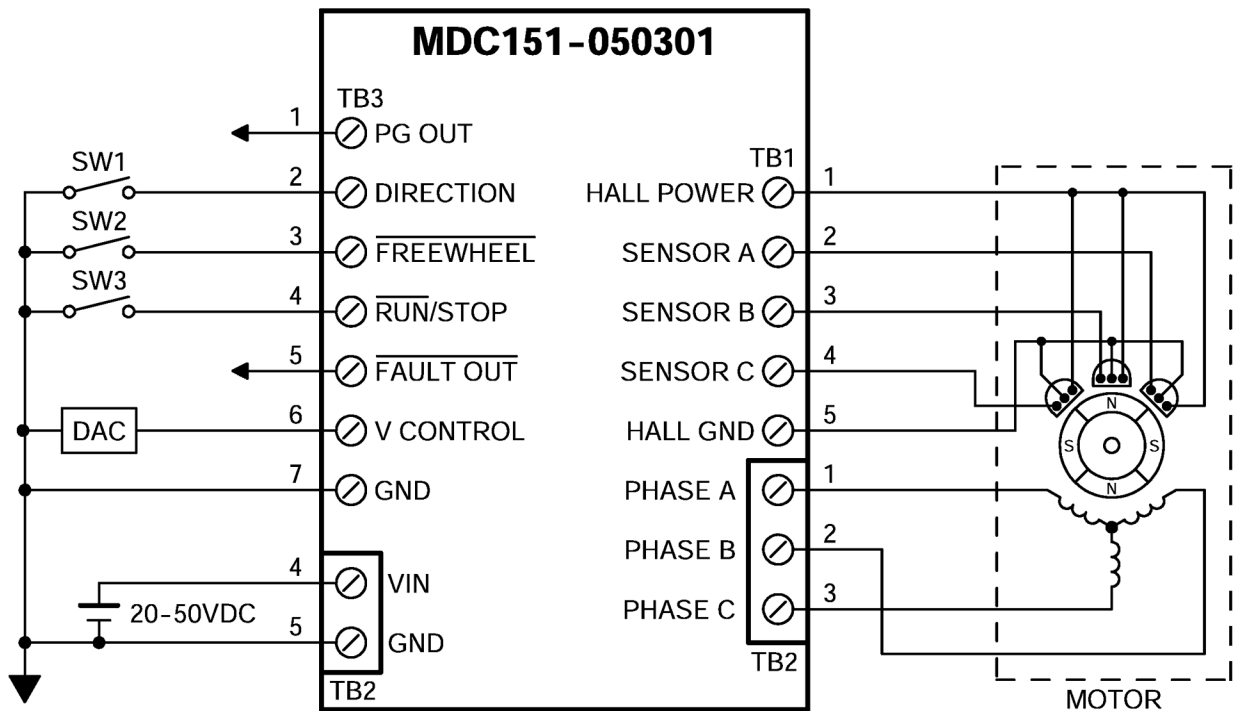 MDC151-050301
TB3
1 PG OUT
SW1
2 DIRECTION
SW2
3 FREEWHEEL
SW3
4 RUN/STOP
5 FAULT OUT
DAC
6 V CONTROL
7 GND
4 VIN
20-50VDC
5 GND
TB2
TB1
HALL POWER 1
SENSOR A 2
SENSOR B 3
SENSOR C 4
HALL GND 5
PHASE A 1
PHASE B 2
PHASE C 3
TB2
N
S S
N
MOTOR